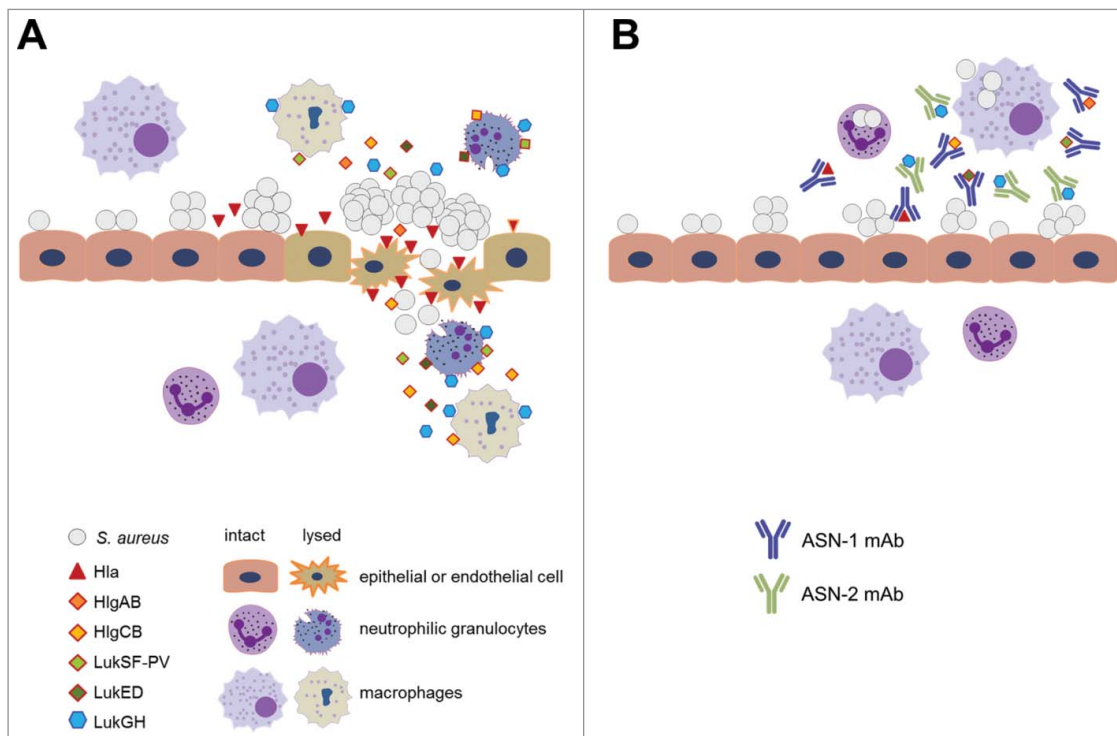 A
B
S. aureus
Hla
HlgAB
HlgCB
LukSF-PV
LukED
LukGH
intact lysed
epithelial or endothelial cell
neutrophilic granulocytes
macrophages
ASN-1 mAb
ASN-2 mAb